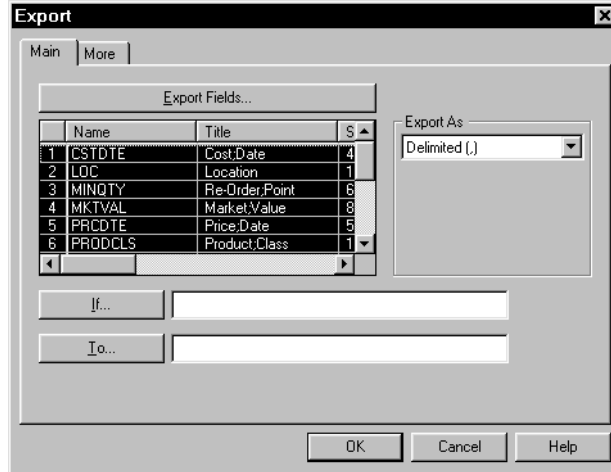 Export
Main More
Export Fields...
Export As
Name Title S
Delimited (,)
1 CSTDTE Cost;Date 4
2 LOC Location 1
3 MINQTY Re-Order;Point 6
4 MKTVAL Market;Value 8
5 PRCDTE Price;Date 5
6 PRODCLS Product;Class 1
If...
To...
OK Cancel Help